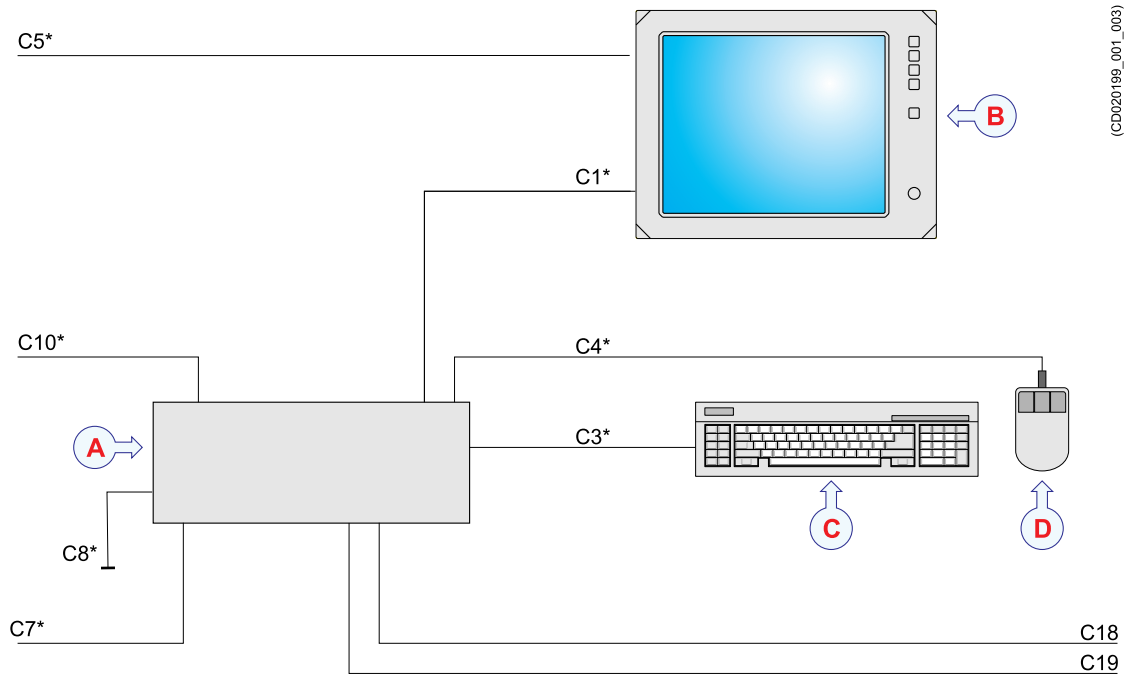 C5*
(CD020199_001_003)
B
C1*
C10*
C4*
A
C3*
C
D
C8*
C7*
C18
C19